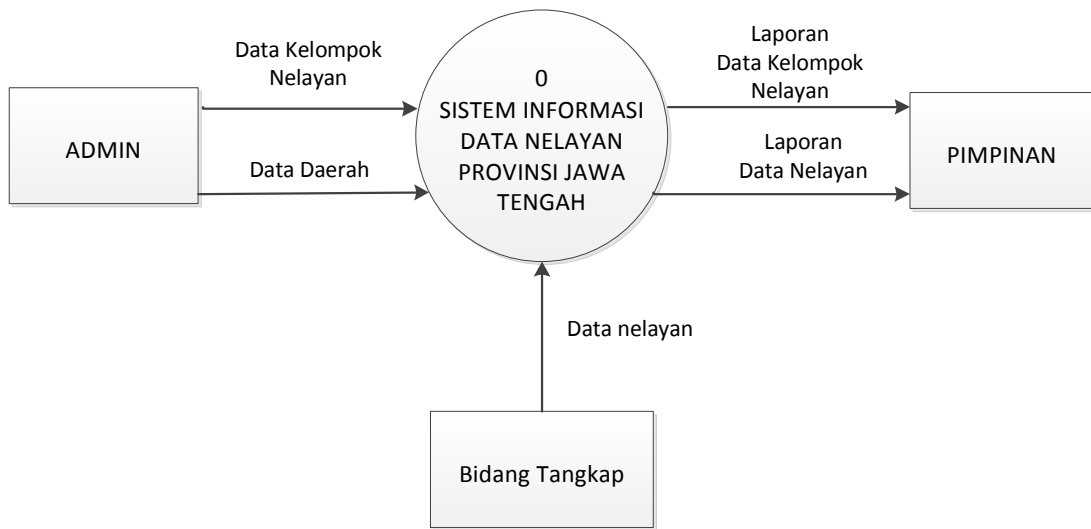 ADMIN
Data Kelompok
Nelayan
Data Daerah
0
SISTEM INFORMASI
DATA NELAYAN
PROVINSI JAWA
TENGAH
Laporan
Data Kelompok
Nelayan
Laporan
Data Nelayan
PIMPINAN
Data nelayan
Bidang Tangkap